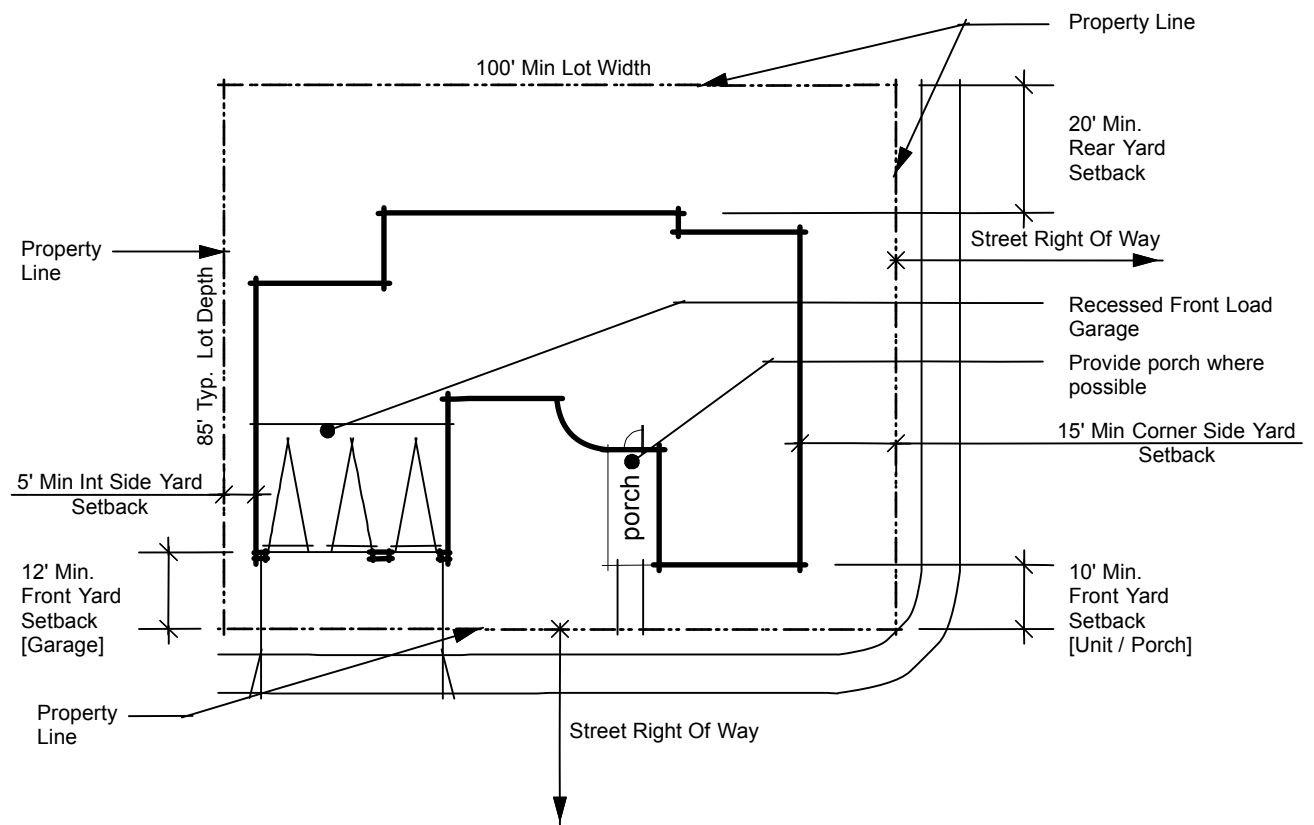 Property Line
100' Min Lot Width
20' Min.
Rear Yard
Setback
Street Right Of Way
Property
Line
85' Typ. Lot Depth
Recessed Front Load
Garage
Provide porch where
possible
15' Min Corner Side Yard
Setback
5' Min Int Side Yard
Setback
porch
12' Min.
Front Yard
Setback
[Garage]
10' Min.
Front Yard
Setback
[Unit / Porch]
Property
Line
Street Right Of Way